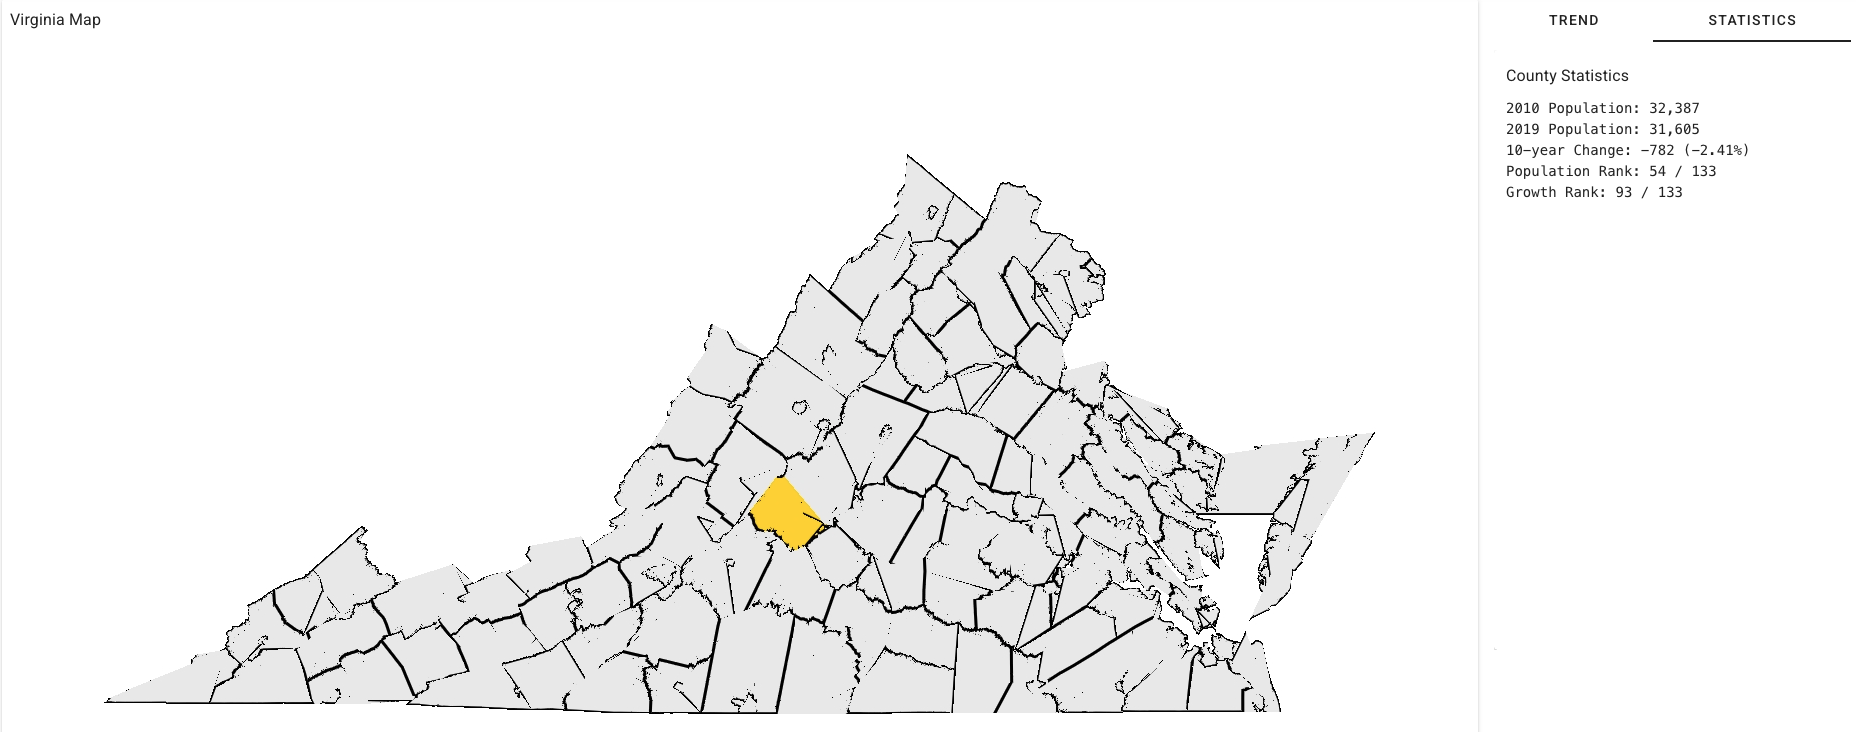 Virginia Map
TREND
STATISTICS
County Statistics
2010 Population: 32,387
2019 Population: 31,605
10-year Change: -782 (-2.41%)
Population Rank: 54 / 133
Growth Rank: 93 / 133